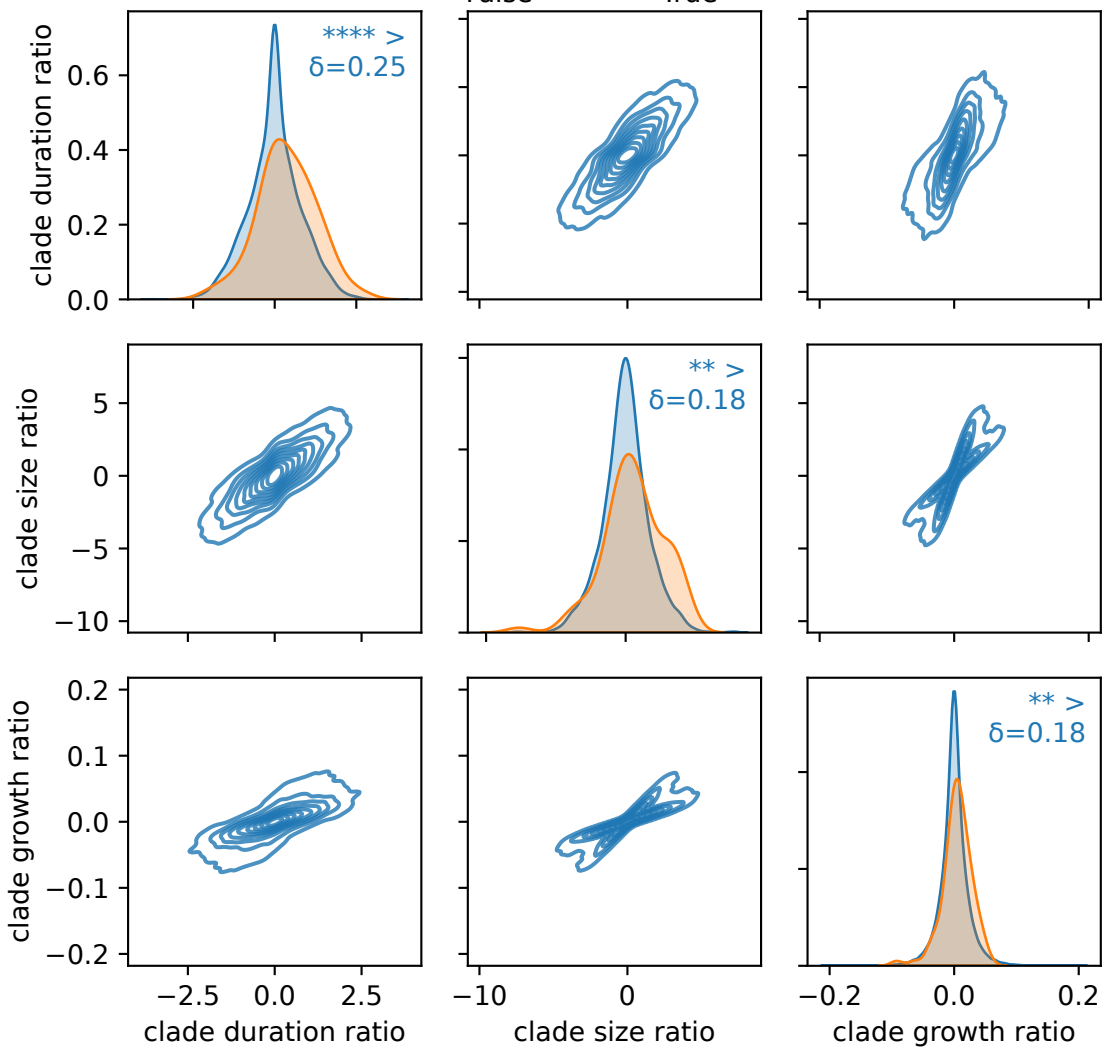 clade duration ratio
0.6
0.4
0.2
0.0
**** >
δ=0.25
clade size ratio
5
0
−5
−10
** >
δ=0.18
clade growth ratio
0.2
0.1
0.0
−0.1
−0.2
** >
δ=0.18
−2.5 0.0 2.5
−10 0
−0.2 0.0 0.2
clade duration ratio
clade size ratio
clade growth ratio